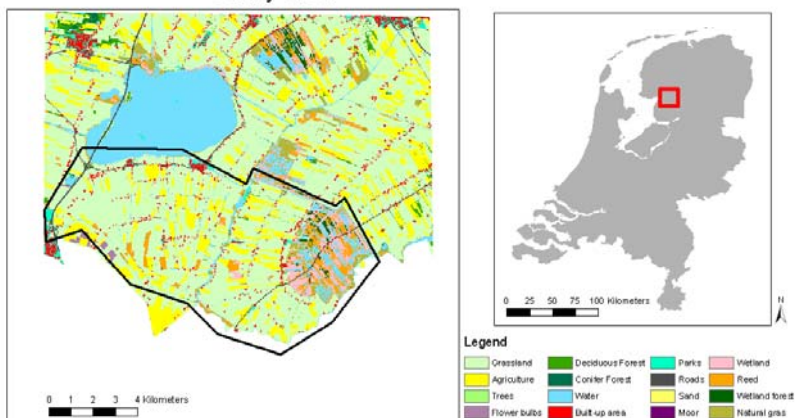 0 1 2 3 4 Kilometers
0 25 50 75 100 Kilometers
N
Legend
Grassland Deciduous Forest Parks Wetland
Agriculture Conifer Forest Roads Reed
Trees Water Sand Wetland forest
Flower bulbs Built-up area Moor Natural gras